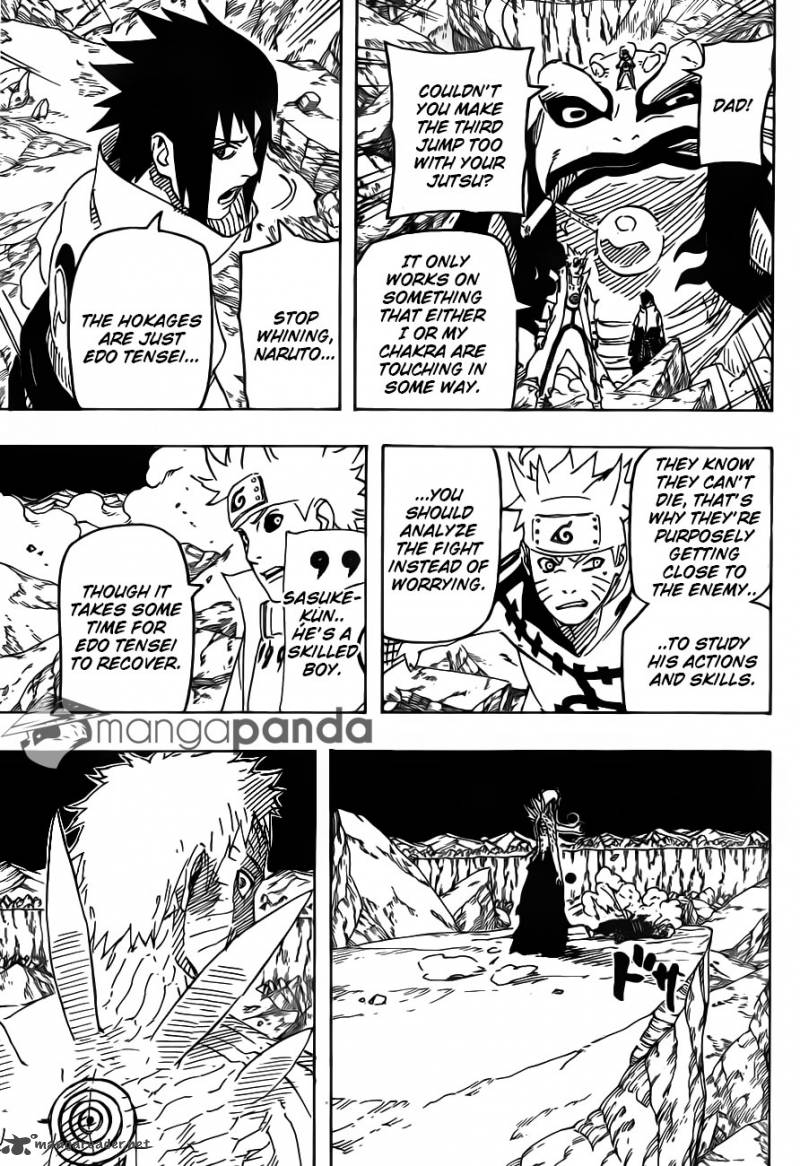 DAD!
COULDN'T
YOU MAKE
THE THIRD
JUMP TOO
WITH YOUR
JUTSU?
IT ONLY
WORKS ON
SOMETHING
THAT EITHER
I OR MY
CHAKRA ARE
TOUCHING IN
SOME WAY.
STOP
WHINING,
NARUTO...
THE HOKAGES
ARE JUST
EDO TENSEI...
THEY KNOW
THEY CAN'T
DIE, THAT'S
WHY THEY'RE
PURPOSELY
GETTING
CLOSE TO
THE ENEMY..
..TO STUDY
HIS ACTIONS
AND SKILLS.
...YOU
SHOULD
ANALYZE
THE FIGHT
INSTEAD OF
WORRYING.
SASUKE-
KUN..
HE'S A
SKILLED
BOY.
THOUGH IT
TAKES SOME
TIME FOR
EDO TENSEI
TO RECOVER.
mangapanda
ドサ